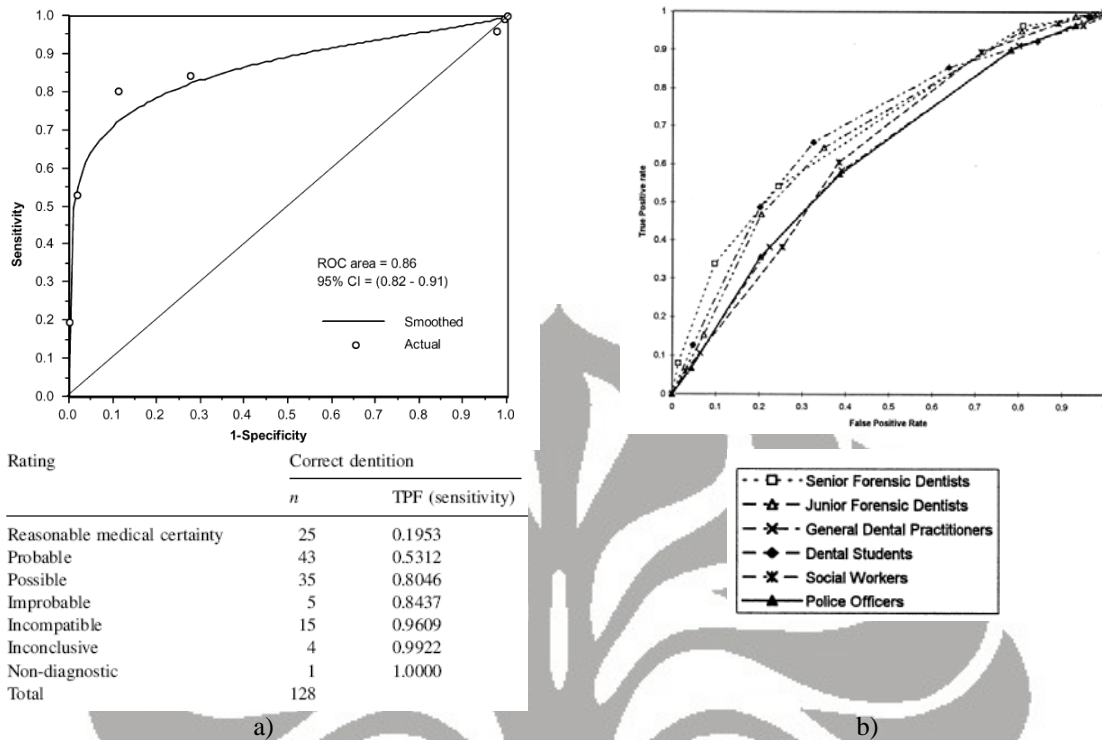 1.0
0.9
0.8
0.7
0.6
0.5
0.4
0.3
0.2
0.1
0.0
Sensitivity
ROC area = 0.86
95% CI = (0.82 - 0.91)
Smoothed
Actual
0.0 0.1 0.2 0.3 0.4 0.5 0.6 0.7 0.8 0.9 1.0
1-Specificity
1
0.9
0.8
0.7
0.6
0.5
0.4
0.3
0.2
0.1
0
True Positive rate
0 0.1 0.2 0.3 0.4 0.5 0.6 0.7 0.8 0.9
False Positive Rate
Rating Correct dentition
n TPF (sensitivity)
Reasonable medical certainty 25 0.1953
Probable 43 0.5312
Possible 35 0.8046
Improbable 5 0.8437
Incompatible 15 0.9609
Inconclusive 4 0.9922
Non-diagnostic 1 1.0000
Total 128
Senior Forensic Dentists
Junior Forensic Dentists
General Dental Practitioners
Dental Students
Social Workers
Police Officers
a) b)